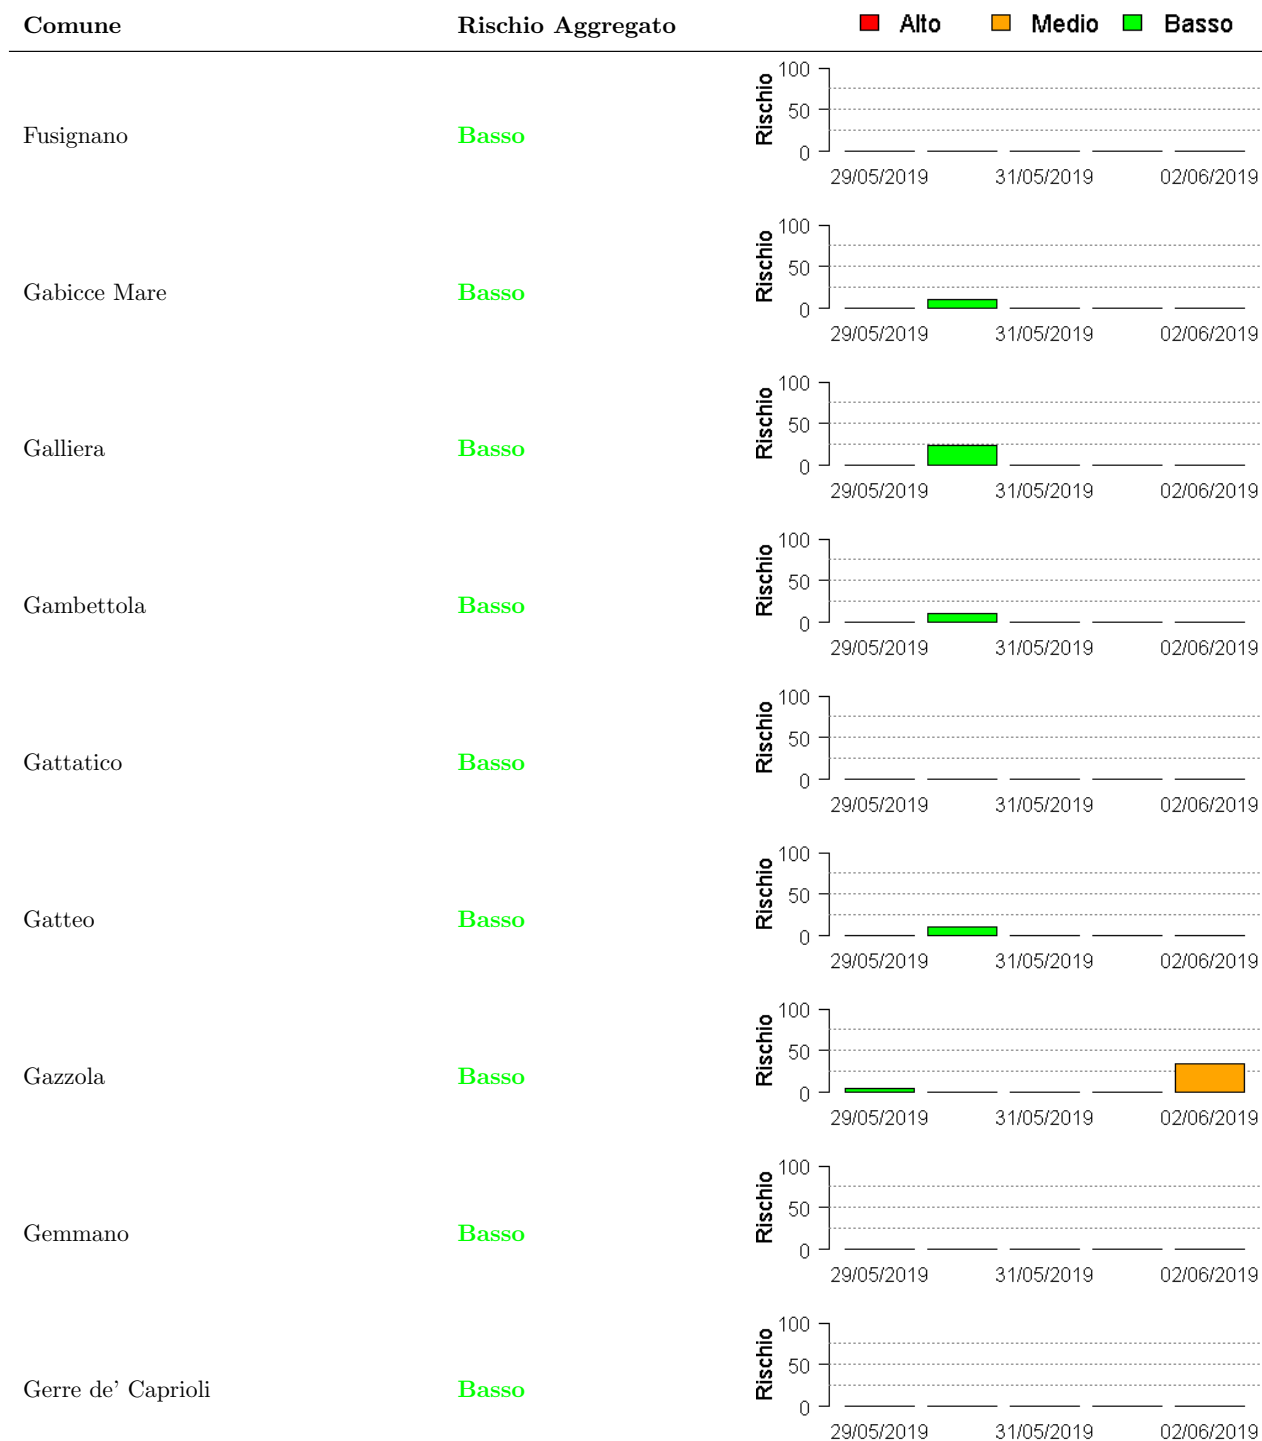 Comune Rischio Aggregato Alto Medio Basso
Fusignano Basso Rischio 100 50 0
29/05/2019 31/05/2019 02/06/2019
Gabicce Mare Basso Rischio 100 50 0
29/05/2019 31/05/2019 02/06/2019
Galliera Basso Rischio 100 50 0
29/05/2019 31/05/2019 02/06/2019
Gambettola Basso Rischio 100 50 0
29/05/2019 31/05/2019 02/06/2019
Gattatico Basso Rischio 100 50 0
29/05/2019 31/05/2019 02/06/2019
Gatteo Basso Rischio 100 50 0
29/05/2019 31/05/2019 02/06/2019
Gazzola Basso Rischio 100 50 0
29/05/2019 31/05/2019 02/06/2019
Gemmano Basso Rischio 100 50 0
29/05/2019 31/05/2019 02/06/2019
Gerre de' Caprioli Basso Rischio 100 50 0
29/05/2019 31/05/2019 02/06/2019